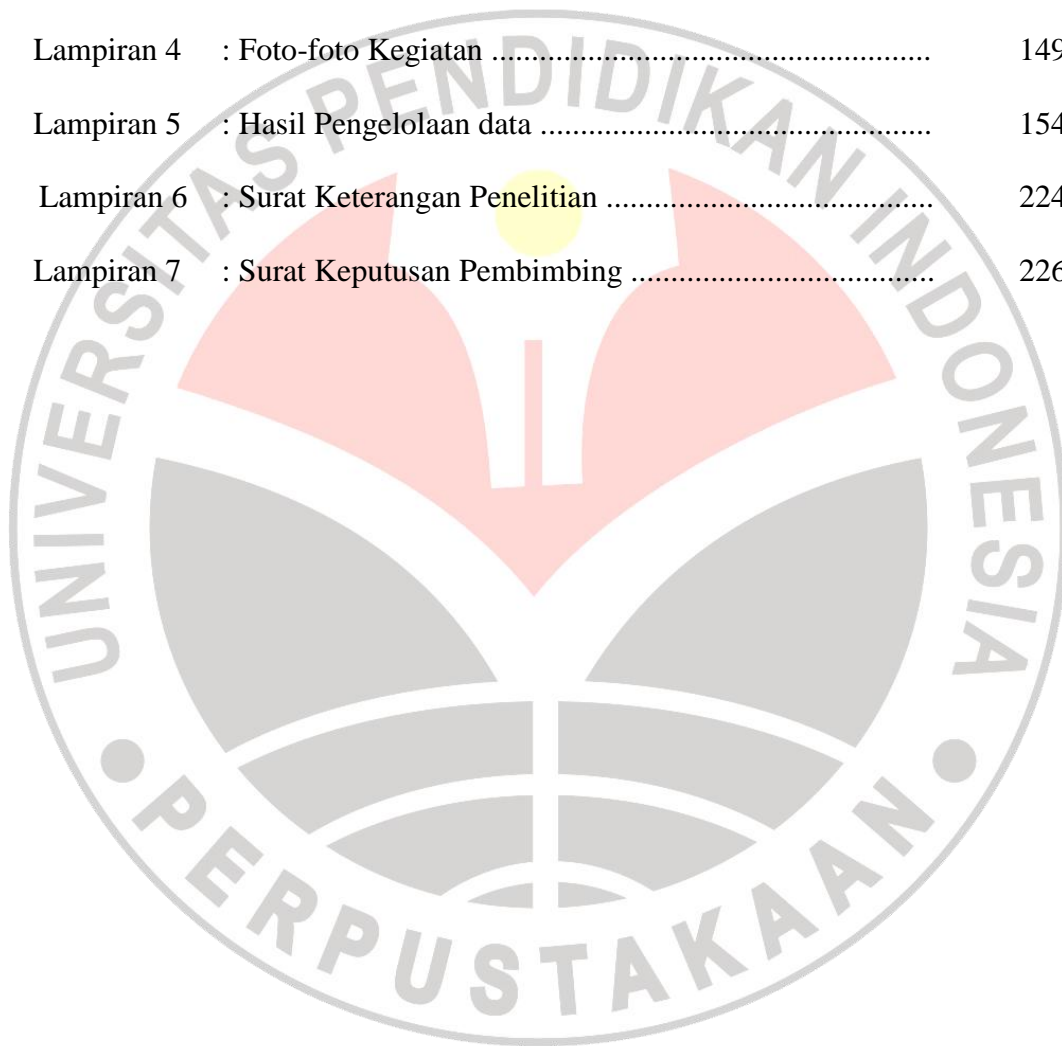 Lampiran 4 : Foto-foto Kegiatan ....................................................... 149
Lampiran 5 : Hasil Pengelolaan data ................................................. 154
Lampiran 6 : Surat Keterangan Penelitian ......................................... 224
Lampiran 7 : Surat Keputusan Pembimbing ...................................... 226
UNIVERSITAS PENDIDIKAN INDONESIA
PERPUSTAKAAN